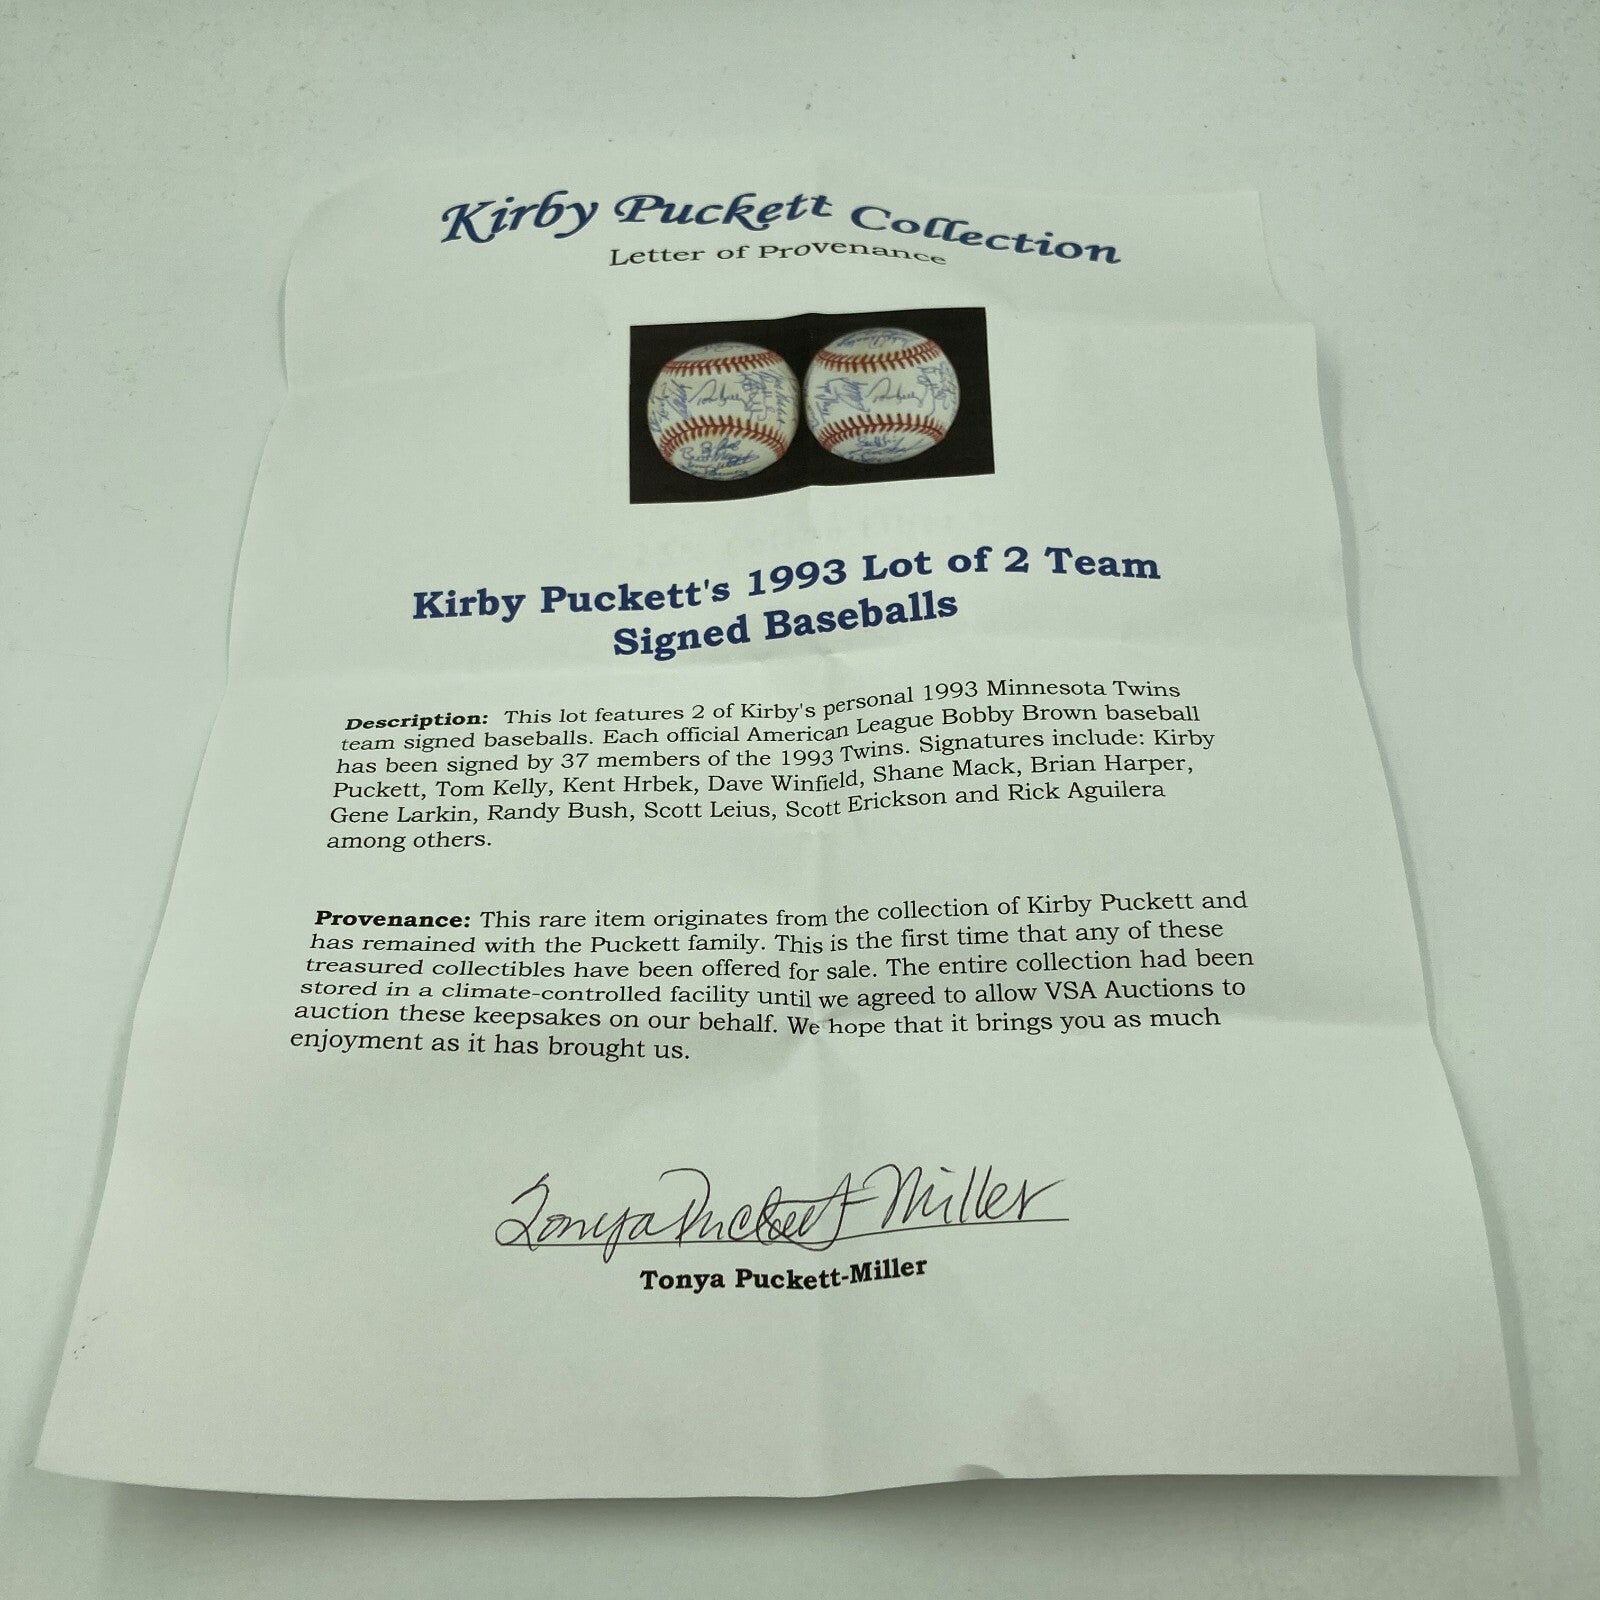 Kirby Puckett Collection
Letter of Provenance
Kirby Puckett's 1993 Lot of 2 Team
Signed Baseballs
Description: This lot features 2 of Kirby's personal 1993 Minnesota Twins
team signed baseballs. Each official American League Bobby Brown baseball
has been signed by 37 members of the 1993 Twins. Signatures include: Kirby
Puckett, Tom Kelly, Kent Hrbek, Dave Winfield, Shane Mack, Brian Harper,
Gene Larkin, Randy Bush, Scott Leius, Scott Erickson and Rick Aguilera
among others.
Provenance: This rare item originates from the collection of Kirby Puckett and
has remained with the Puckett family. This is the first time that any of these
treasured collectibles have been offered for sale. The entire collection had been
stored in a climate-controlled facility until we agreed to allow VSA Auctions to
auction these keepsakes on our behalf. We hope that it brings you as much
enjoyment as it has brought us.
Tonya Puckett-Miller
Tonya Puckett-Miller